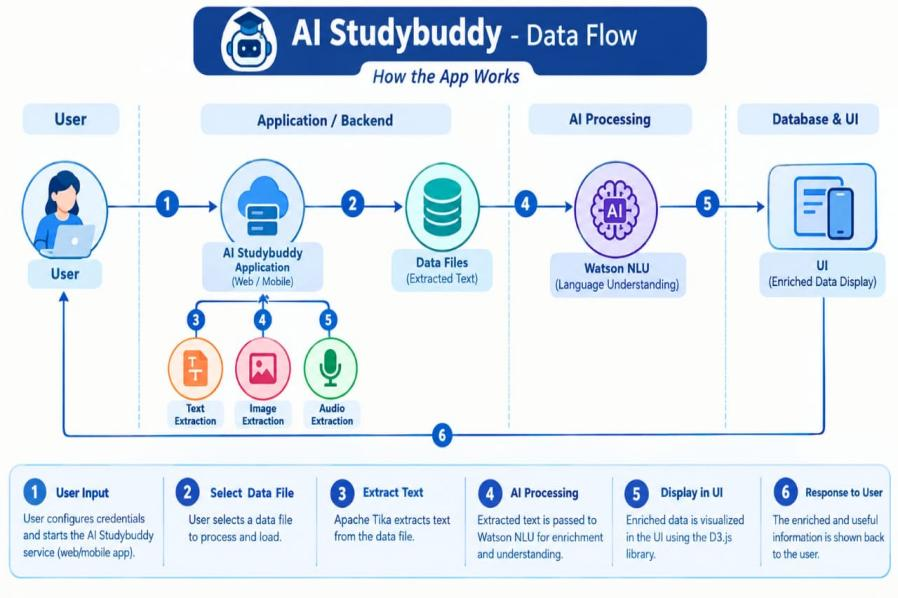 AI Studybuddy - Data Flow
How the App Works
User
Application / Backend
AI Processing
Database & UI
1
2
4
5
AI
User
AI Studybuddy
Application
(Web / Mobile)
Data Files
(Extracted Text)
Watson NLU
(Language Understanding)
UI
(Enriched Data Display)
3
4
5
T
T
Text
Extraction
Image
Extraction
Audio
Extraction
6
1 User Input
User configures credentials
and starts the AI Studybuddy
service (web/mobile app).
2 Select Data File
User selects a data file
to process and load.
3 Extract Text
Apache Tika extracts text
from the data file.
4 AI Processing
Extracted text is passed to
Watson NLU for enrichment
and understanding.
5 Display in UI
Enriched data is visualized
in the UI using the D3.js
library.
6 Response to User
The enriched and useful
information is shown back
to the user.